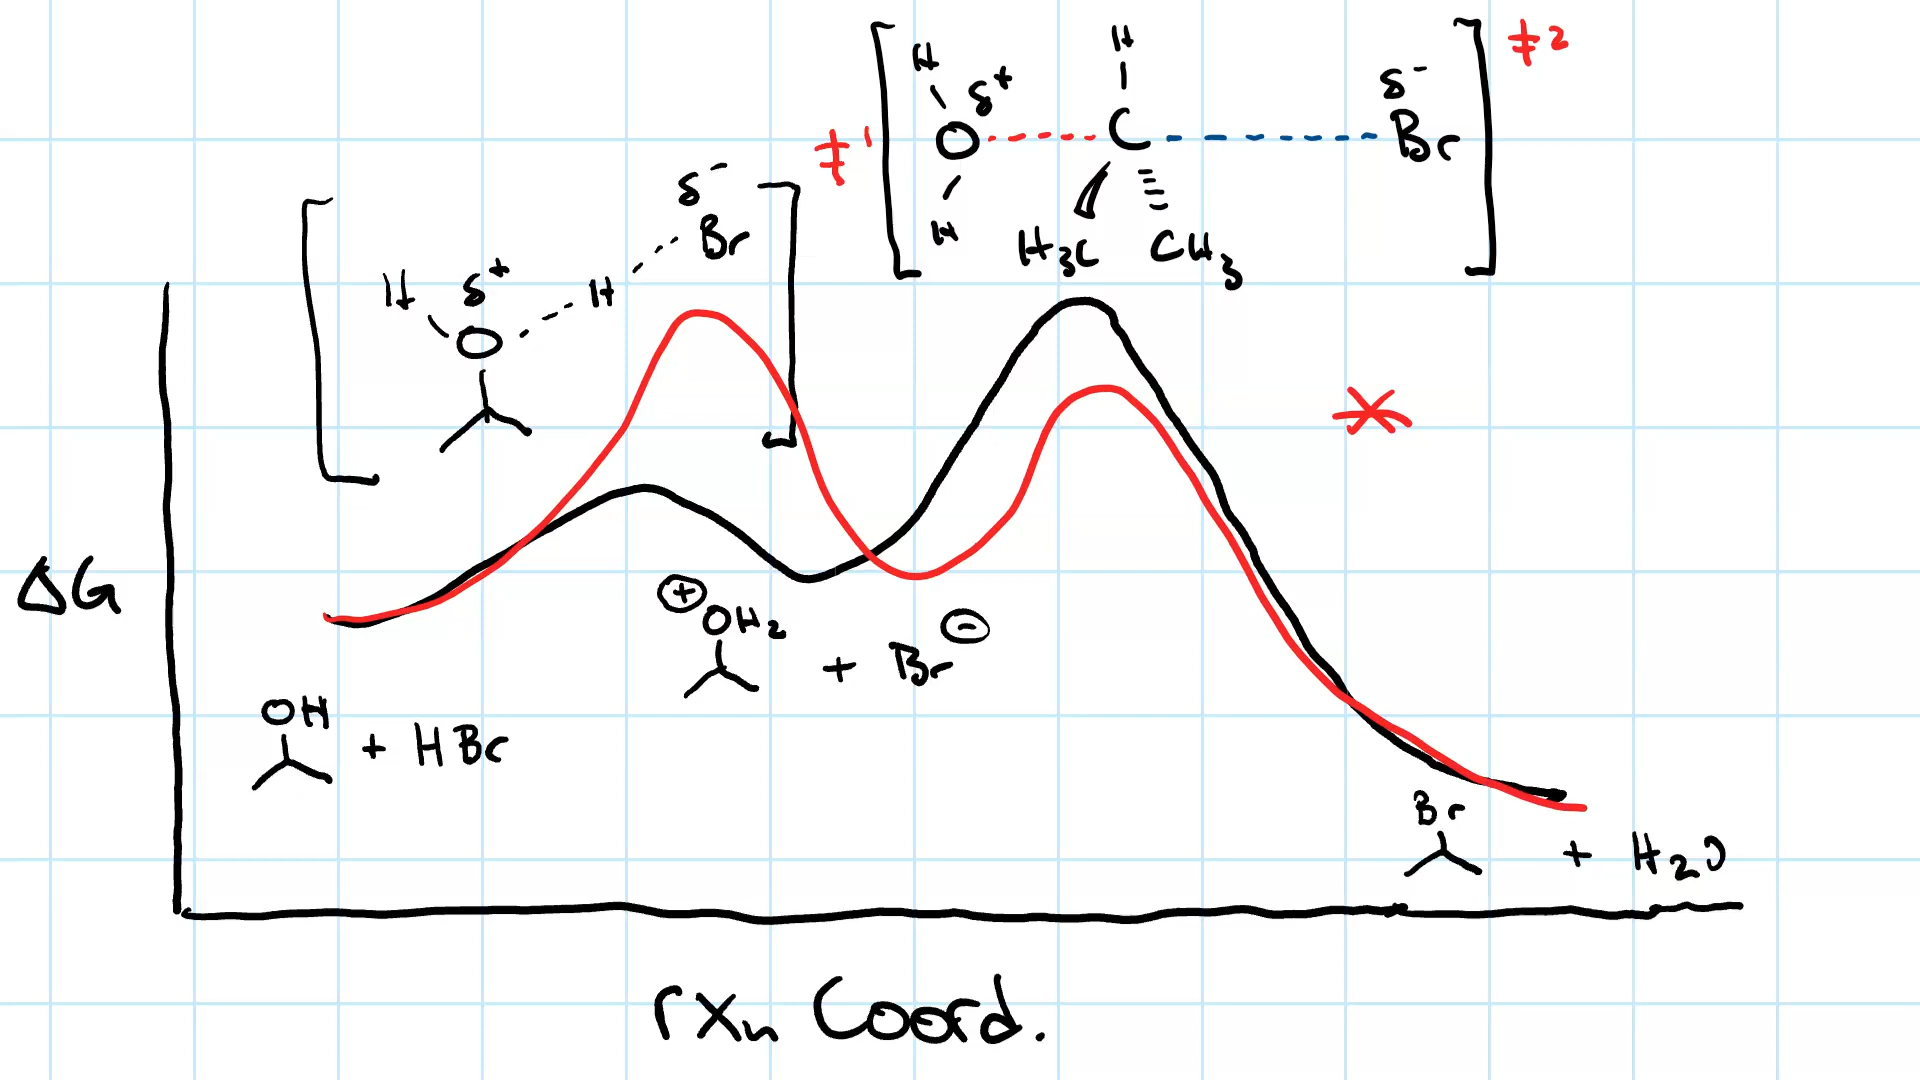 H δ⁺ O H C H H₃C CH₃ δ⁻ Br ‡2
H δ⁺ O H δ⁻ Br ‡1
ΔG
⊕OH₂ + Br⊖
OH + HBr
Br + H₂O
rxn Coord.